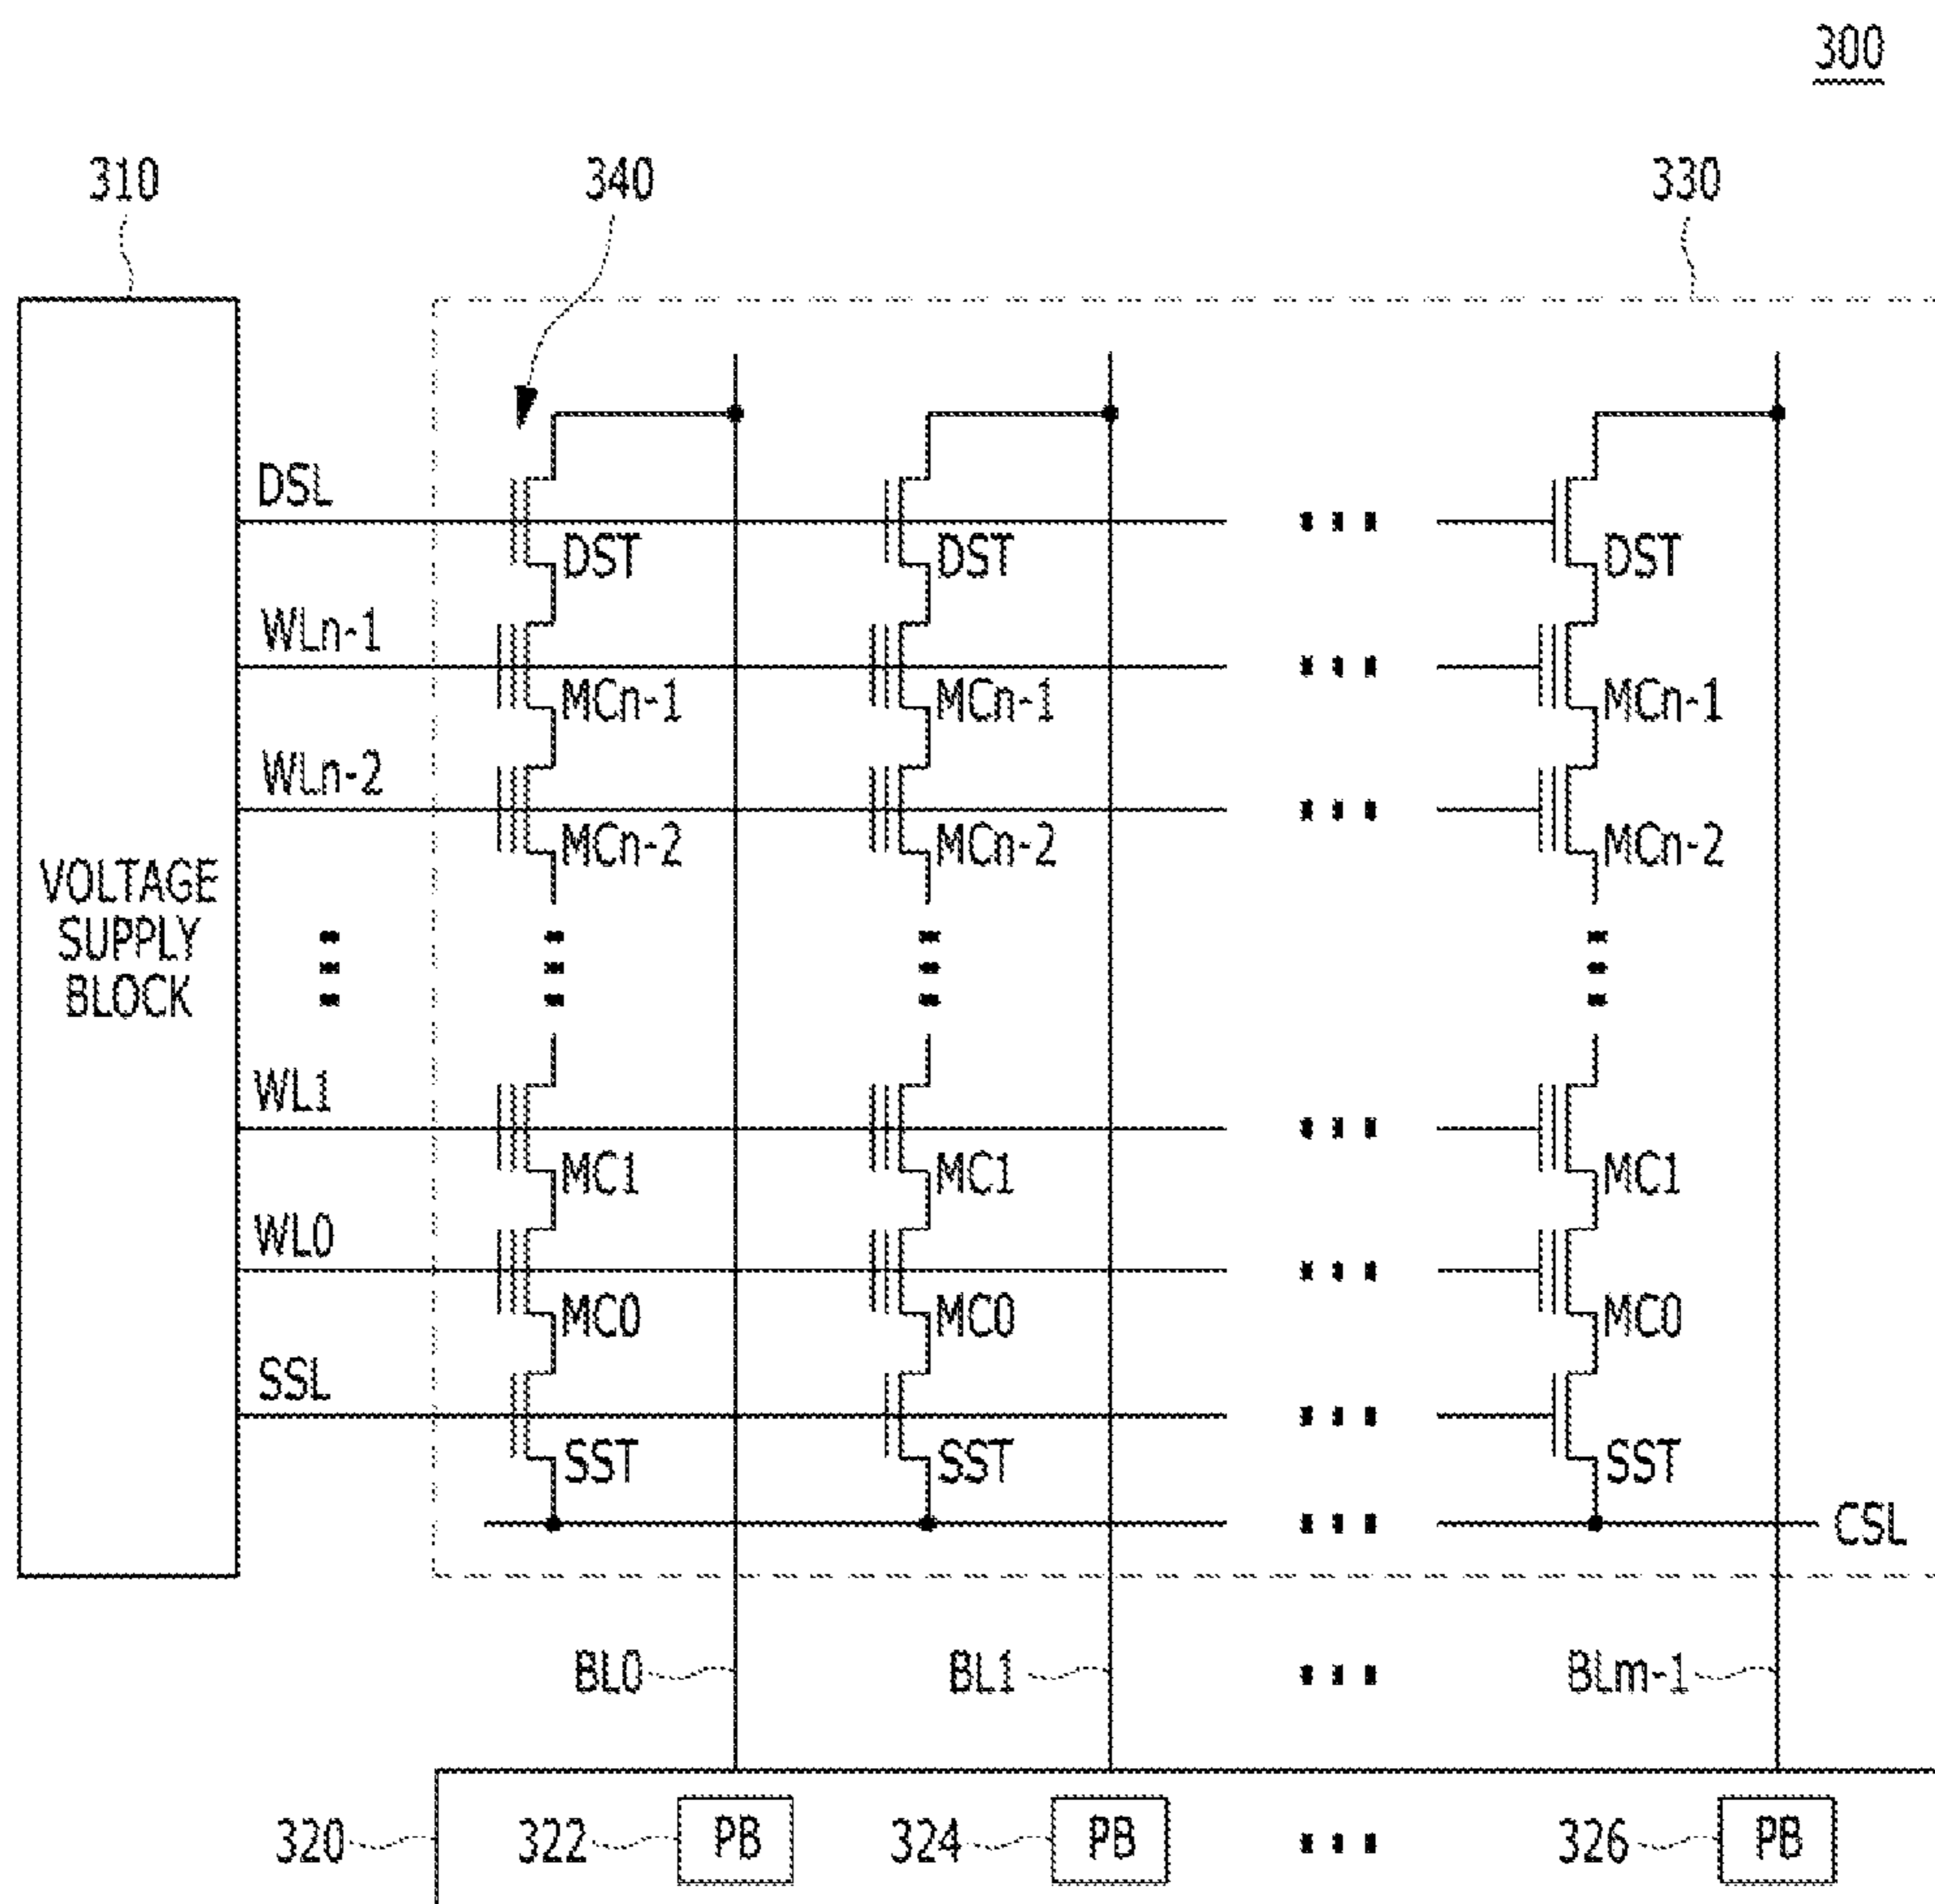 300
310 340 330
DSL
DST DST DST
WLn-1
MCn-1 MCn-1 MCn-1
WLn-2
MCn-2 MCn-2 MCn-2
VOLTAGE
SUPPLY
BLOCK
WL1
MC1 MC1 MC1
WL0
MC0 MC0 MC0
SSL
SST SST SST
CSL
BL0 BL1 BLm-1
320 322 PB 324 PB 326 PB